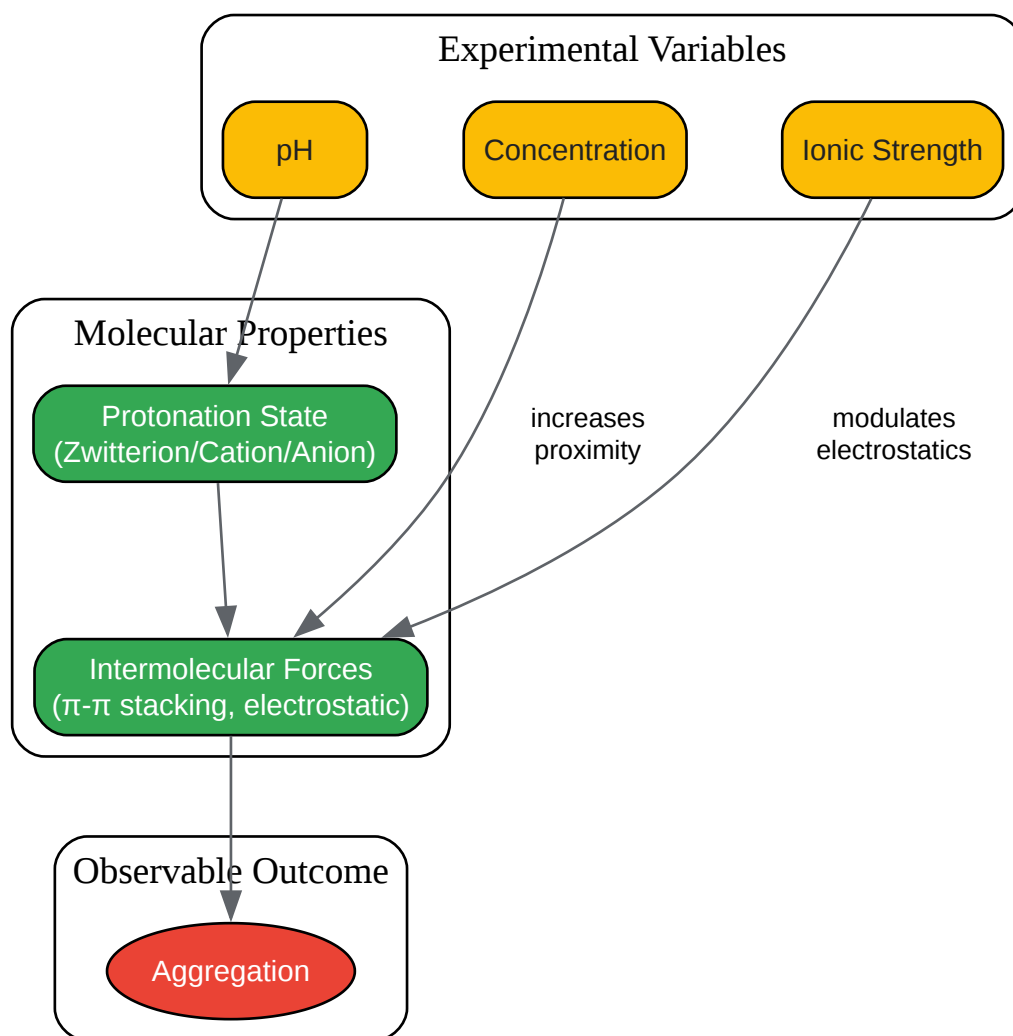 Experimental Variables
pH
Concentration
Ionic Strength
Molecular Properties
Protonation State
(Zwitterion/Cation/Anion)
increases
proximity
modulates
electrostatics
Intermolecular Forces
(π-π stacking, electrostatic)
Observable Outcome
Aggregation